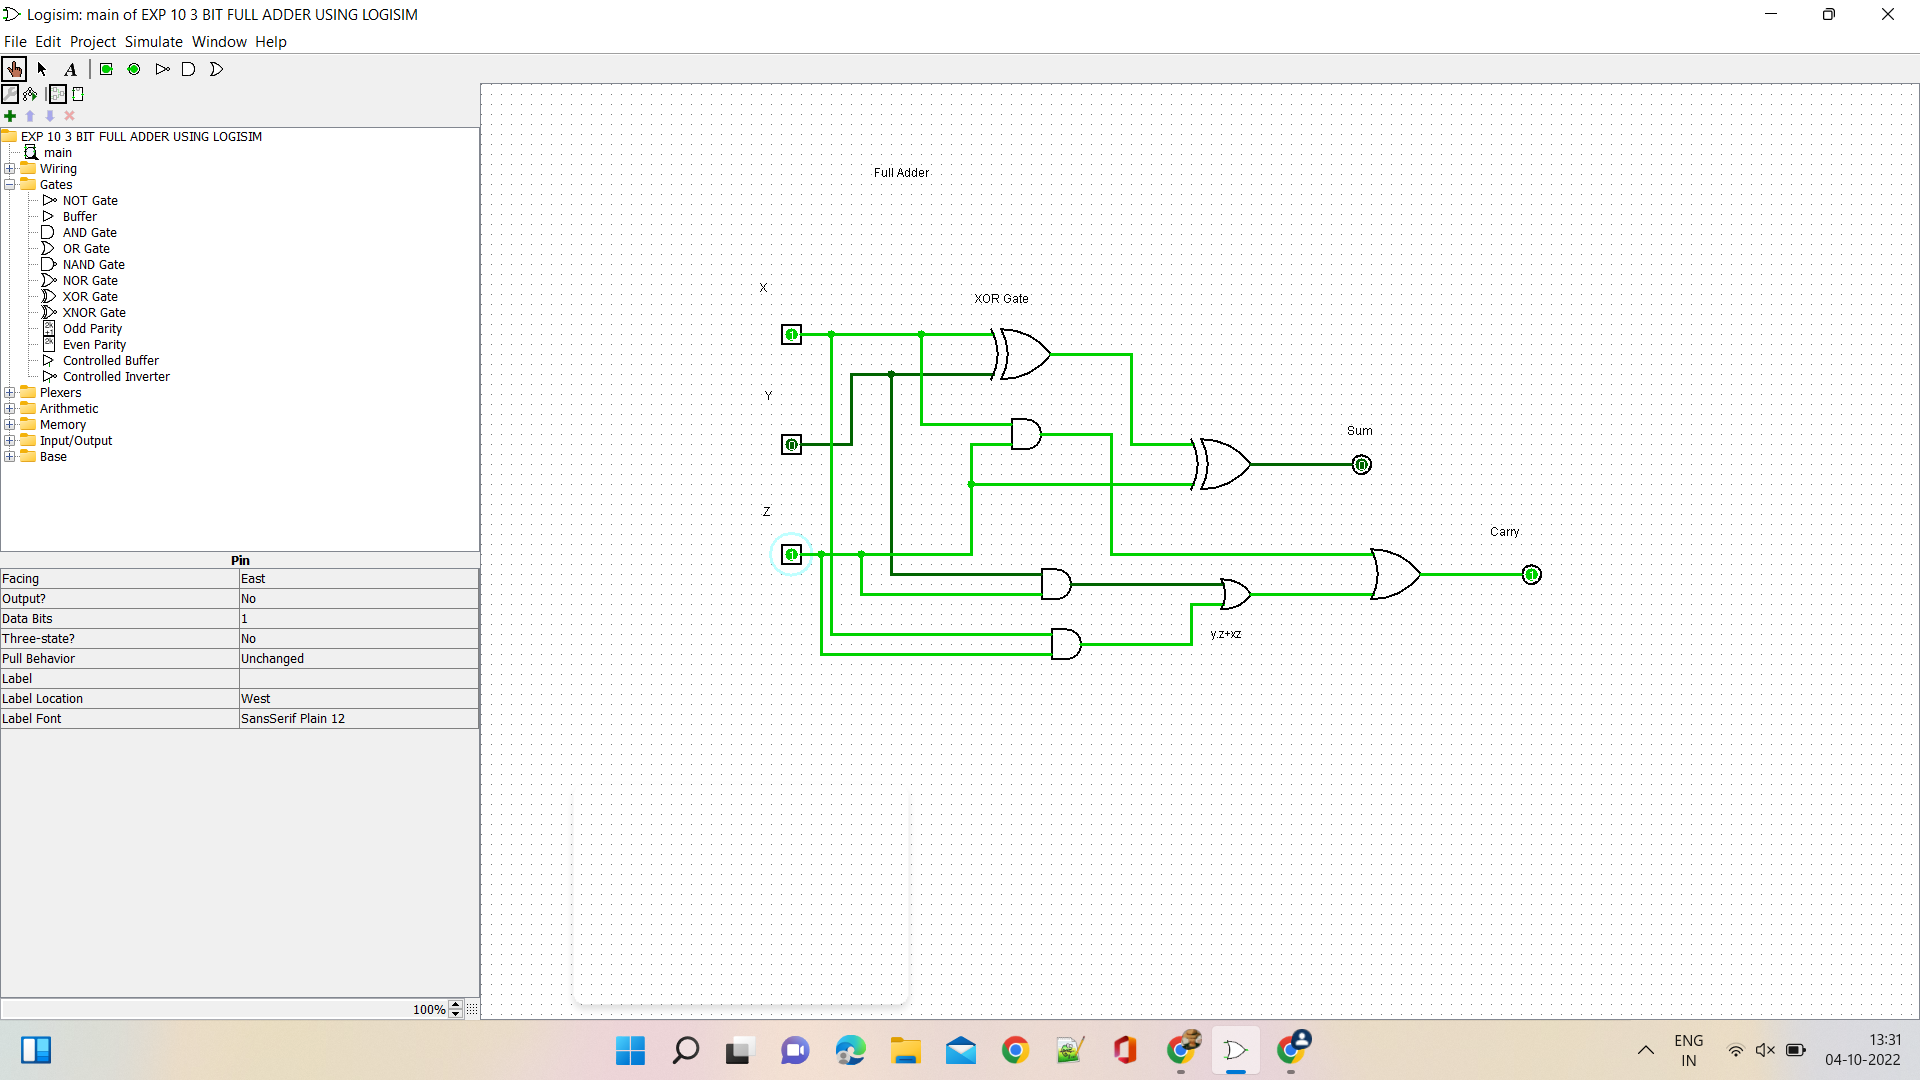 Logisim: main of EXP 10 3 BIT FULL ADDER USING LOGISIM
File Edit Project Simulate Window Help
A
EXP 10 3 BIT FULL ADDER USING LOGISIM
main
Wiring
Gates
NOT Gate
Buffer
AND Gate
OR Gate
NAND Gate
NOR Gate
XOR Gate
XNOR Gate
Odd Parity
Even Parity
Controlled Buffer
Controlled Inverter
Plexers
Arithmetic
Memory
Input/Output
Base
Pin
Facing East
Output? No
Data Bits 1
Three-state? No
Pull Behavior Unchanged
Label
Label Location West
Label Font SansSerif Plain 12
100%
Full Adder
X
XOR Gate
1
Y
0
Sum
0
Z
1
Carry
1
y.z+xz
ENG
IN
13:31
04-10-2022